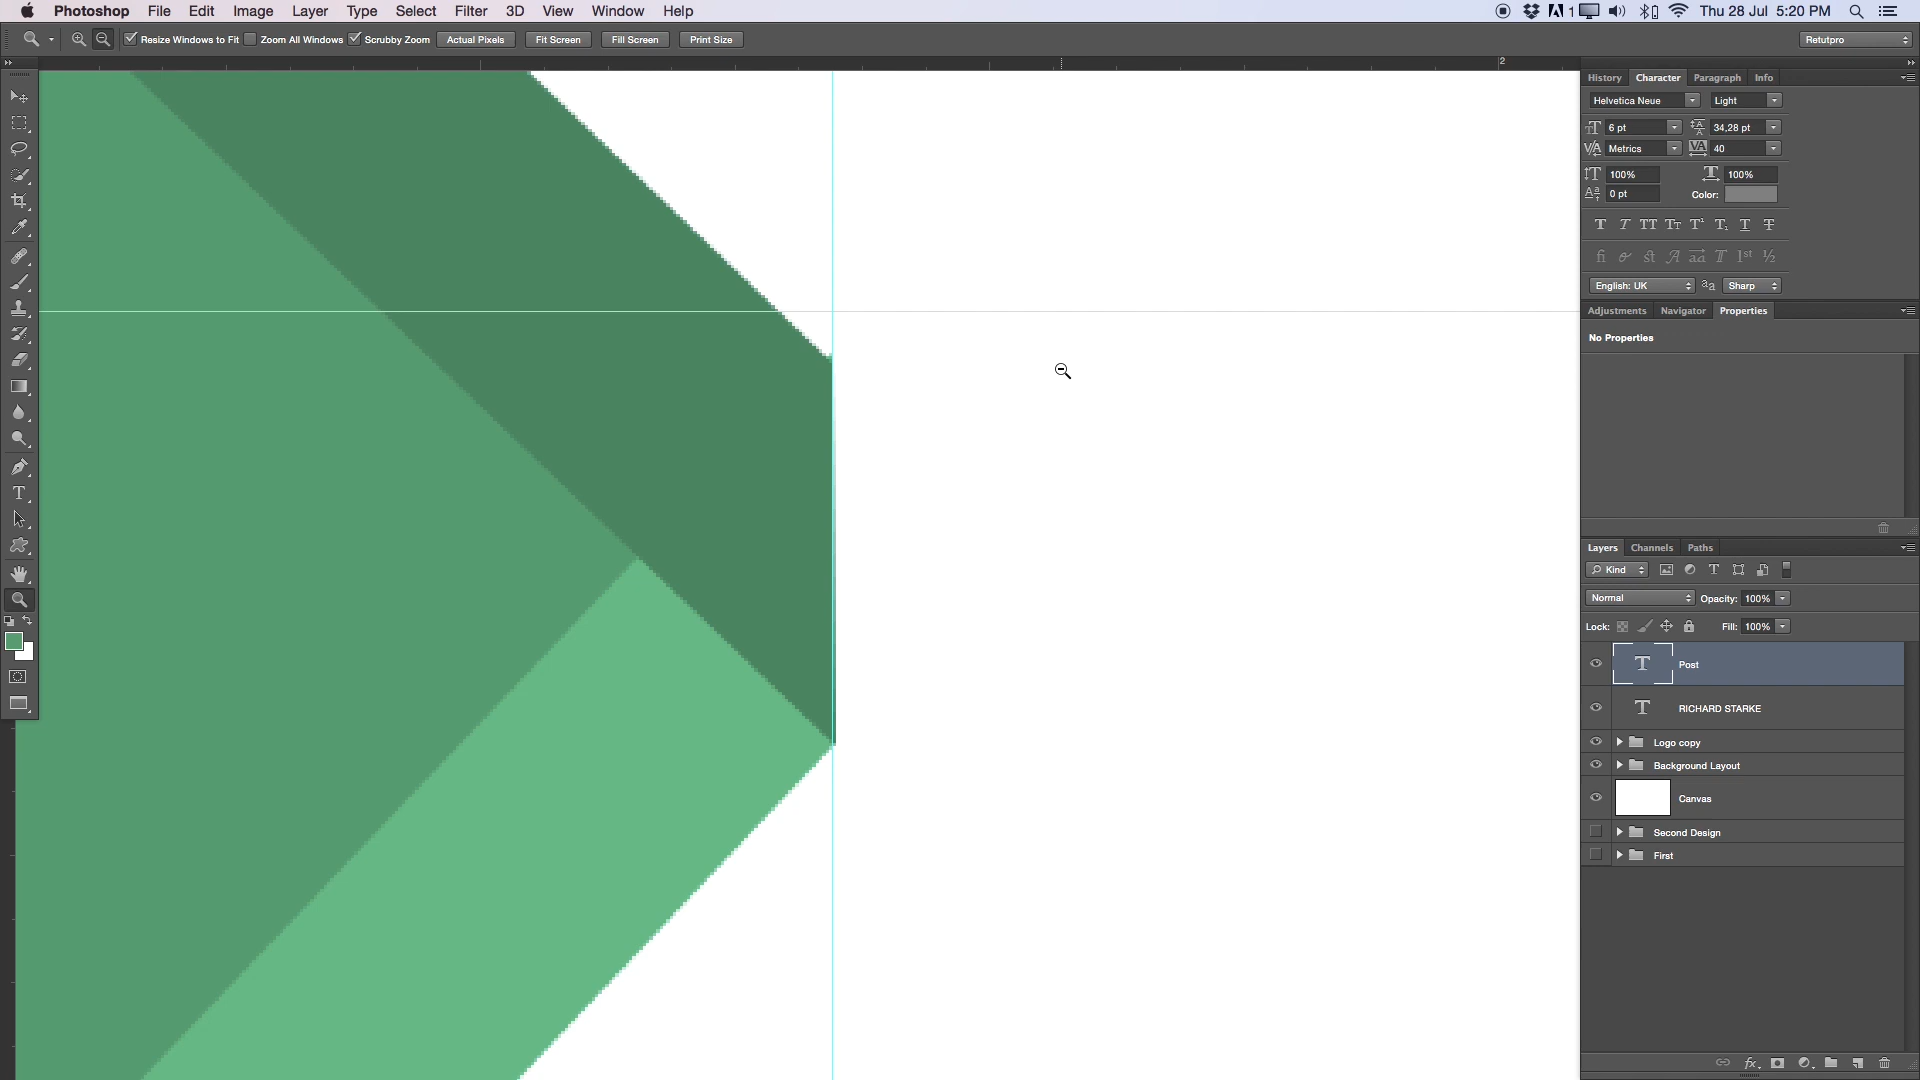 Photoshop File Edit Image Layer Type Select Filter 3D View Window Help 1 Thu 28 Jul 5:20 PM
Resize Windows to Fit Zoom All Windows Scrubby Zoom Actual Pixels Fit Screen Fill Screen Print Size Retutpro
2
History Character Paragraph Info
Helvetica Neue Light
6 pt 34,28 pt
Metrics 40
100% 100%
0 pt Color:
English: UK Sharp
Adjustments Navigator Properties
No Properties
Layers Channels Paths
Kind
Normal Opacity: 100%
Lock: Fill: 100%
Post
RICHARD STARKE
Logo copy
Background Layout
Canvas
Second Design
First